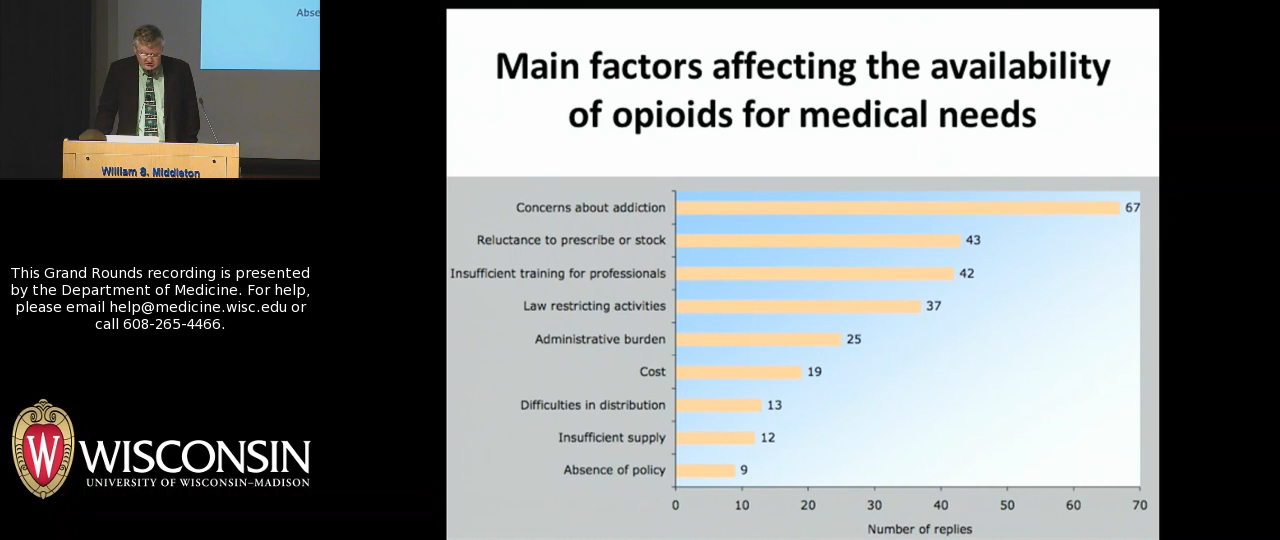 Abse
William S. Middleton
This Grand Rounds recording is presented
by the Department of Medicine. For help,
please email help@medicine.wisc.edu or
call 608-265-4466.
W
WISCONSIN
UNIVERSITY OF WISCONSIN–MADISON
Main factors affecting the availability
of opioids for medical needs
Concerns about addiction 67
Reluctance to prescribe or stock 43
Insufficient training for professionals 42
Law restricting activities 37
Administrative burden 25
Cost 19
Difficulties in distribution 13
Insufficient supply 12
Absence of policy 9
0 10 20 30 40 50 60 70
Number of replies